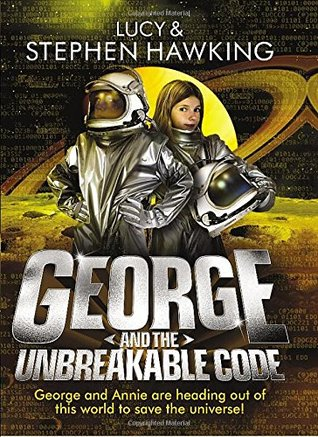 LUCY &
STEPHEN HAWKING
GEORGE
AND THE
UNBREAKABLE CODE
George and Annie are heading out of
this world to save the universe!